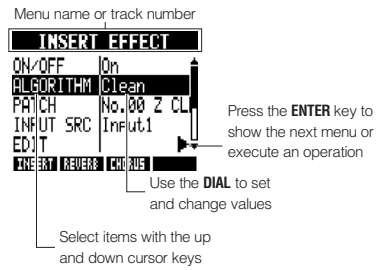 Menu name or track number
INSERT EFFECT
ON/OFF On
ALGORITHM Clean
PATCH No.00 Z CL
INPUT SRC Input1
EDIT
INSERT REVERB CHORUS
Press the ENTER key to
show the next menu or
execute an operation
Use the DIAL to set
and change values
Select items with the up
and down cursor keys